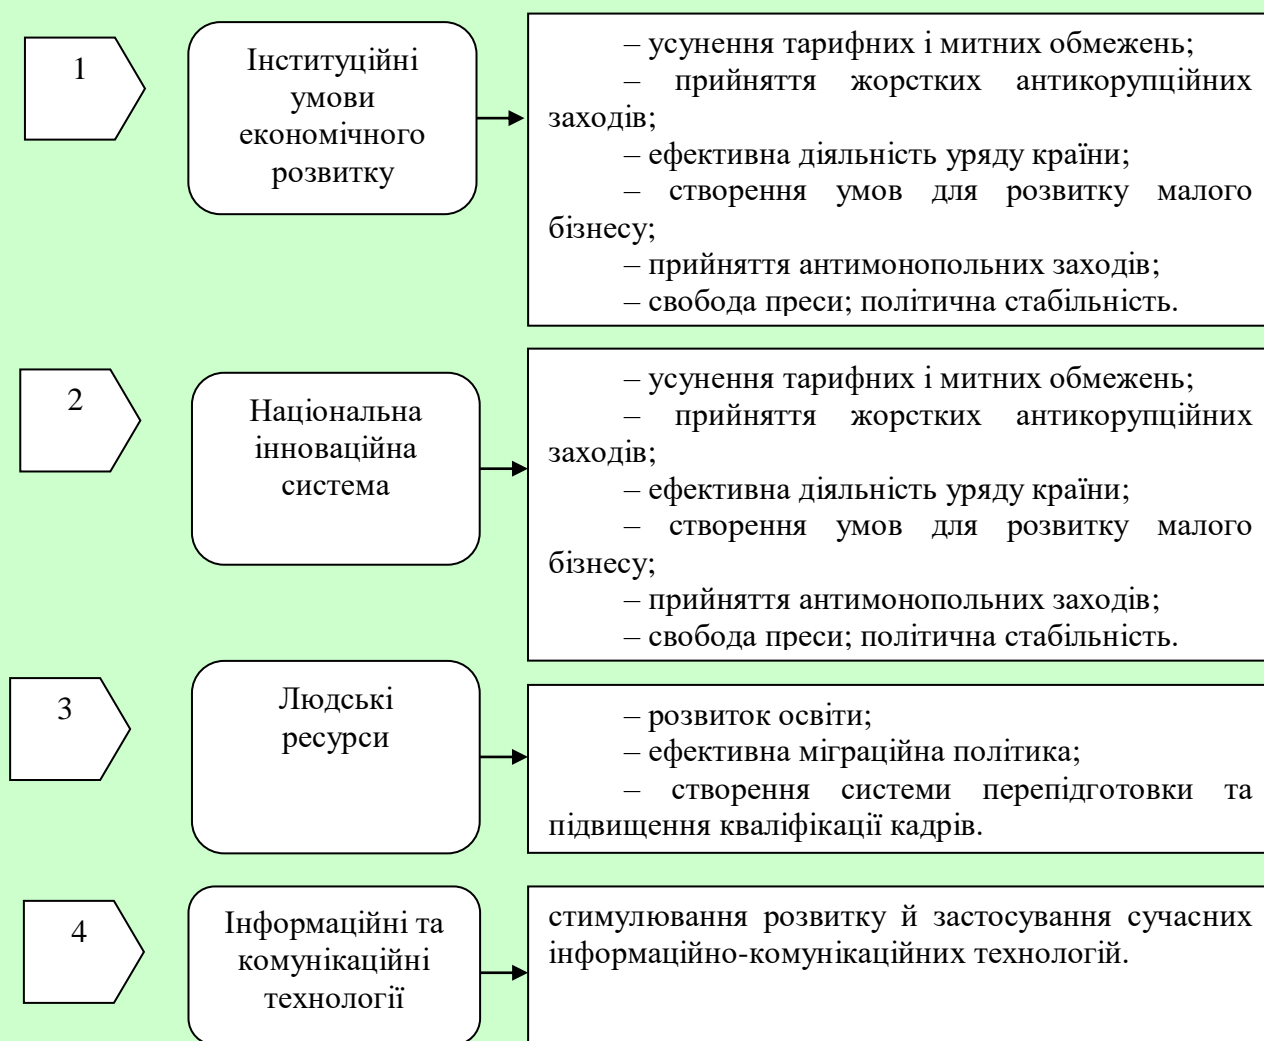 1
Інституційні
умови
економічного
розвитку
– усунення тарифних і митних обмежень;
– прийняття жорстких антикорупційних
заходів;
– ефективна діяльність уряду країни;
– створення умов для розвитку малого
бізнесу;
– прийняття антимонопольних заходів;
– свобода преси; політична стабільність.
2
Національна
інноваційна
система
– усунення тарифних і митних обмежень;
– прийняття жорстких антикорупційних
заходів;
– ефективна діяльність уряду країни;
– створення умов для розвитку малого
бізнесу;
– прийняття антимонопольних заходів;
– свобода преси; політична стабільність.
3
Людські
ресурси
– розвиток освіти;
– ефективна міграційна політика;
– створення системи перепідготовки та
підвищення кваліфікації кадрів.
4
Інформаційні та
комунікаційні
технології
стимулювання розвитку й застосування сучасних
інформаційно-комунікаційних технологій.